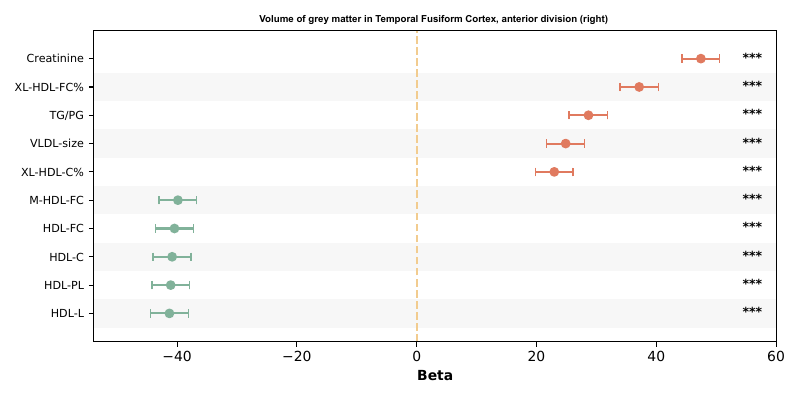 Volume of grey matter in Temporal Fusiform Cortex, anterior division (right)
Creatinine ***
XL-HDL-FC% ***
TG/PG ***
VLDL-size ***
XL-HDL-C% ***
M-HDL-FC ***
HDL-FC ***
HDL-C ***
HDL-PL ***
HDL-L ***
−40 −20 0 20 40 60
Beta